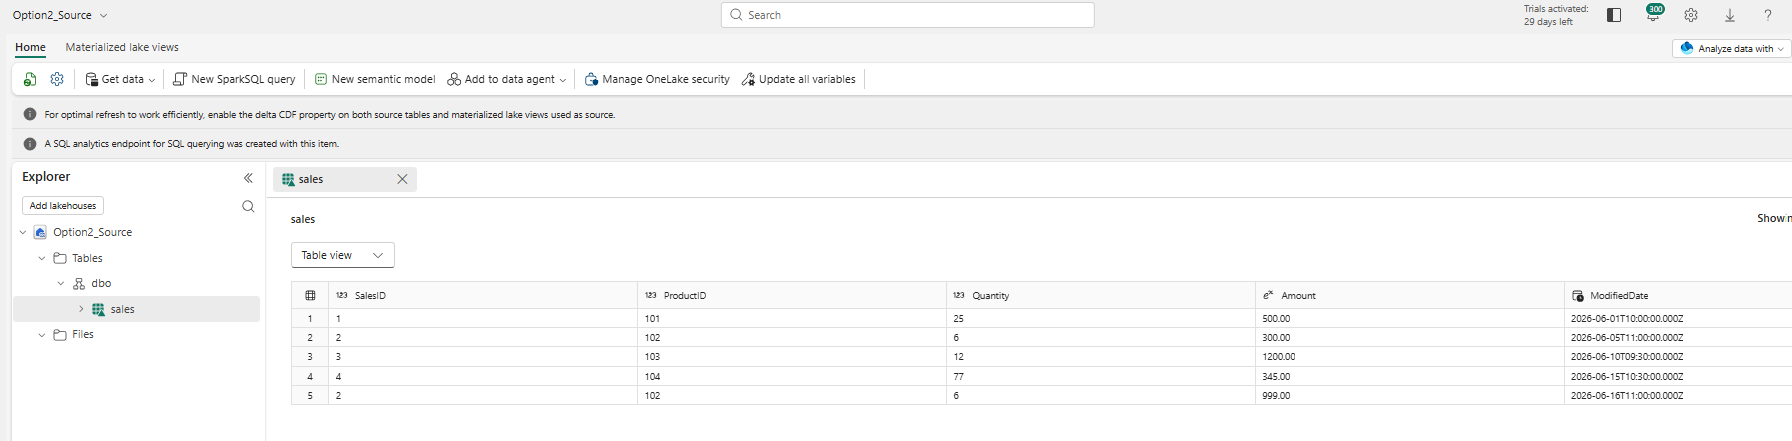 Option2_Source
Search
Trials activated:
29 days left
300
?
Home Materialized lake views
Analyze data with
Get data New SparkSQL query New semantic model Add to data agent Manage OneLake security Update all variables
For optimal refresh to work efficiently, enable the delta CDF property on both source tables and materialized lake views used as source.
A SQL analytics endpoint for SQL querying was created with this item.
Explorer
Add lakehouses
Option2_Source
Tables
dbo
sales
Files
sales
sales
Showin
Table view
123 SalesID 123 ProductID 123 Quantity eˣ Amount ModifiedDate
1 1 101 25 500.00 2026-06-01T10:00:00.000Z
2 2 102 6 300.00 2026-06-05T11:00:00.000Z
3 3 103 12 1200.00 2026-06-10T09:30:00.000Z
4 4 104 77 345.00 2026-06-15T10:30:00.000Z
5 2 102 6 999.00 2026-06-16T11:00:00.000Z